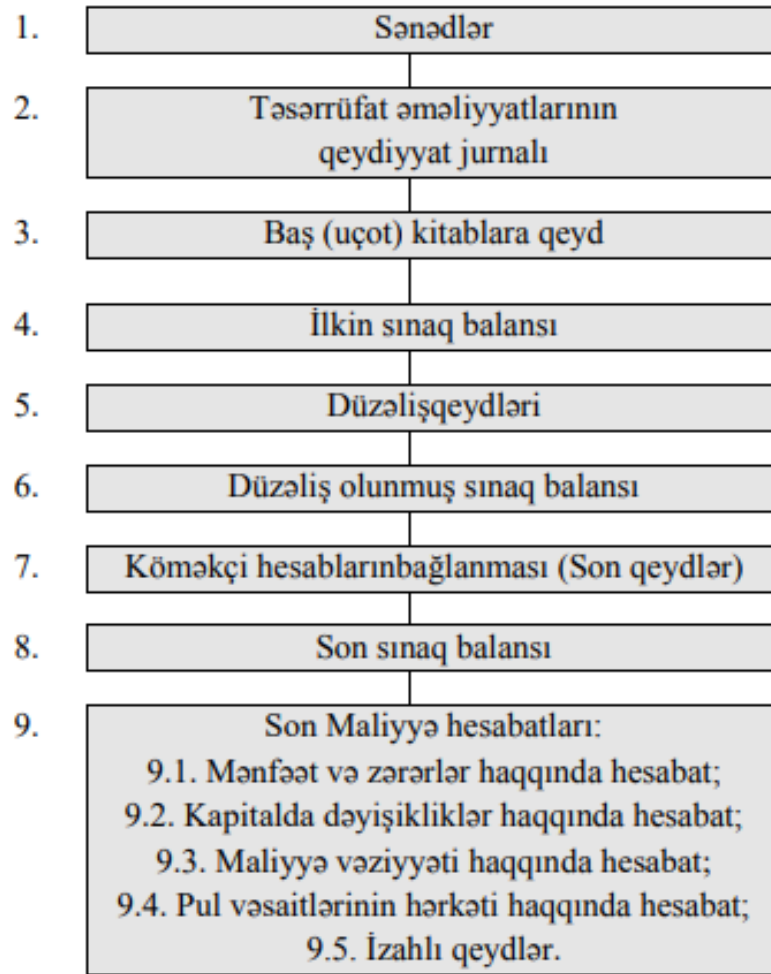 1. Sənədlər
2. Təsərrüfat əməliyyatlarının
qeydiyyat jurnalı
3. Baş (uçot) kitablara qeyd
4. İlkin sınaq balansı
5. Düzəlişqeydləri
6. Düzəliş olunmuş sınaq balansı
7. Köməkçi hesablarınbağlanması (Son qeydlər)
8. Son sınaq balansı
9. Son Maliyyə hesabatları:
9.1. Mənfəət və zərərlər haqqında hesabat;
9.2. Kapitalda dəyişikliklər haqqında hesabat;
9.3. Maliyyə vəziyyəti haqqında hesabat;
9.4. Pul vəsaitlərinin hərkəti haqqında hesabat;
9.5. İzahlı qeydlər.